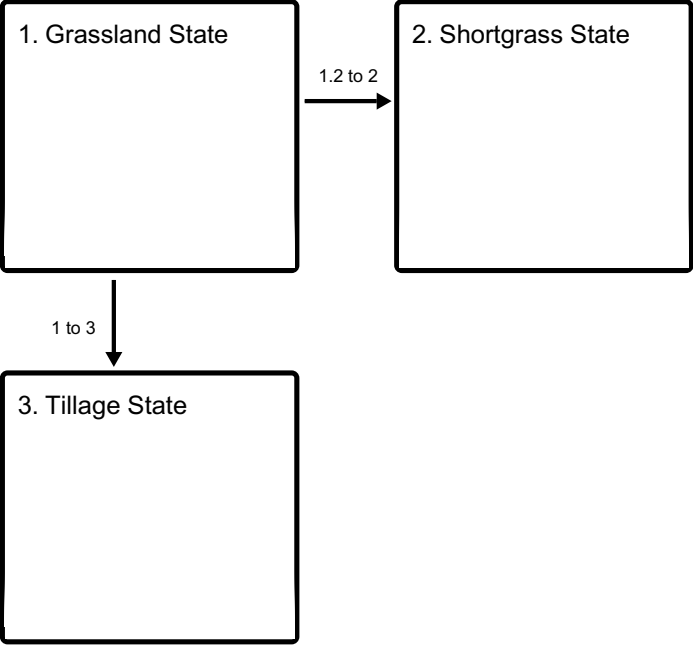 1. Grassland State
2. Shortgrass State
1.2 to 2
1 to 3
3. Tillage State